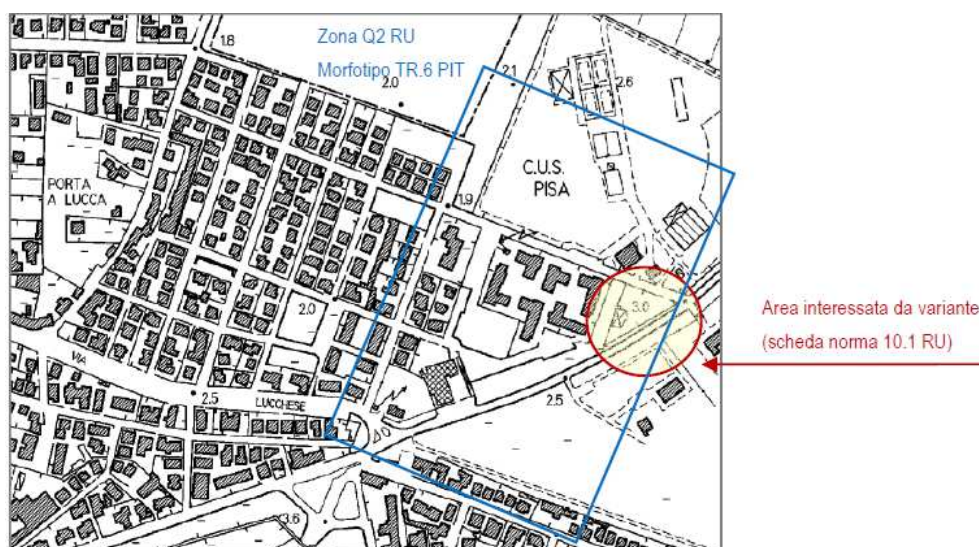 Zona Q2 RU
Morfotipo TR.6 PIT
1.8
2.0
2.1
2.6
C.U.S.
PISA
PORTA
A LUCCA
1.9
2.0
3.0
Area interessata da variante
(scheda norma 10.1 RU)
VIA
2.5
LUCCHESE
2.5
3.6